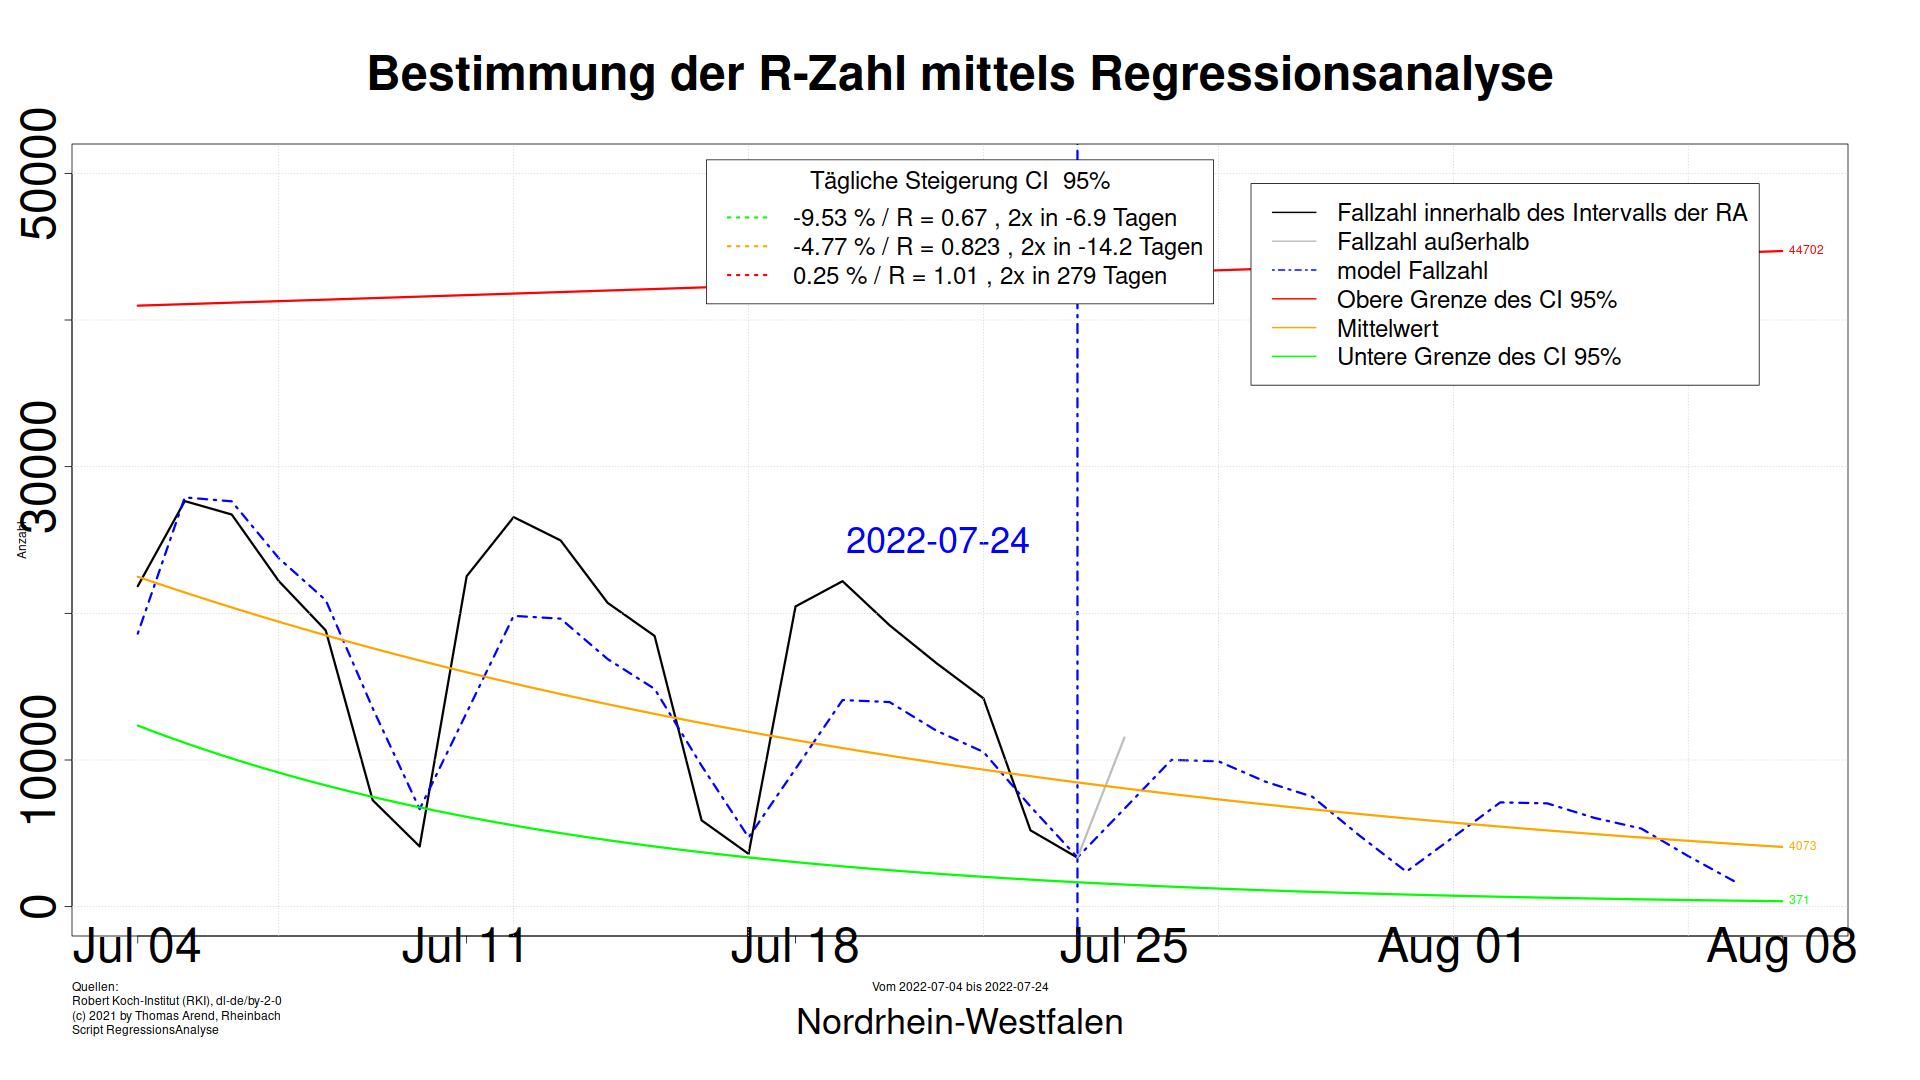 Bestimmung der R-Zahl mittels Regressionsanalyse
50000
30000
10000
0
Anzahl
Tägliche Steigerung CI  95%
-9.53 % / R = 0.67 , 2x in -6.9 Tagen
-4.77 % / R = 0.823 , 2x in -14.2 Tagen
0.25 % / R = 1.01 , 2x in 279 Tagen
Fallzahl innerhalb des Intervalls der RA
Fallzahl außerhalb
model Fallzahl
Obere Grenze des CI 95%
Mittelwert
Untere Grenze des CI 95%
44702
2022-07-24
4073
371
Jul 04
Jul 11
Jul 18
Jul 25
Aug 01
Aug 08
Quellen:
Robert Koch-Institut (RKI), dl-de/by-2-0
(c) 2021 by Thomas Arend, Rheinbach
Script RegressionsAnalyse
Vom 2022-07-04 bis 2022-07-24
Nordrhein-Westfalen